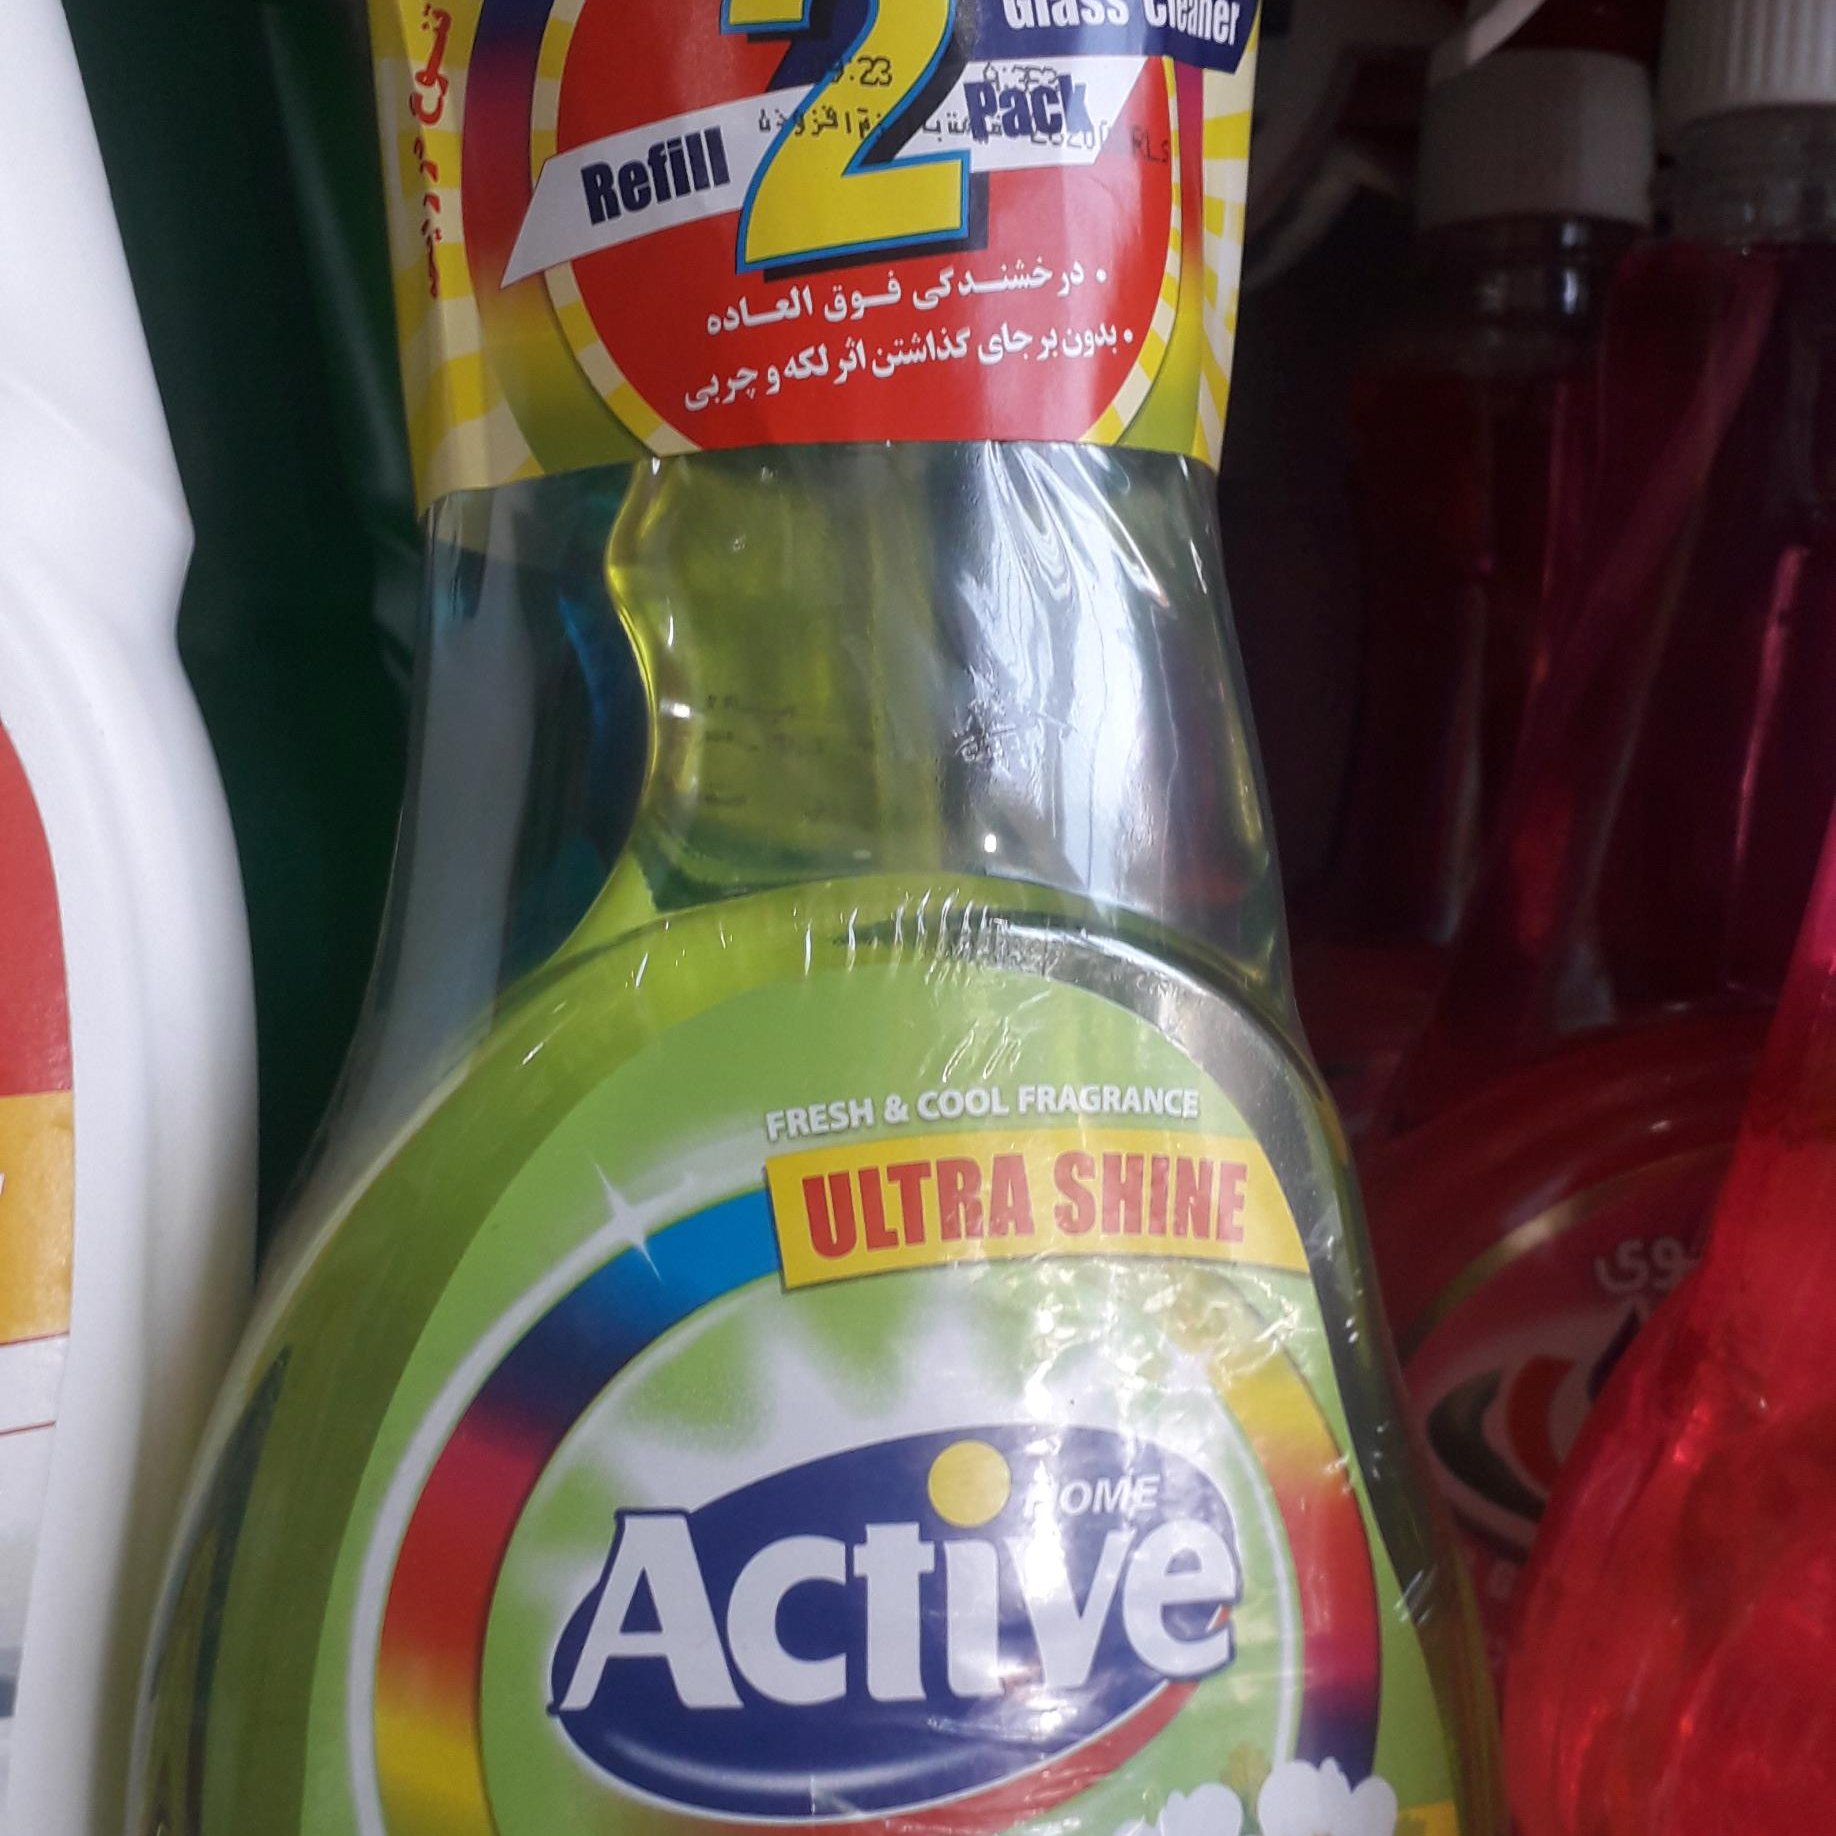 Glass Cleaner
2
Refill Pack
• درخشندگی فوق العاده
• بدون بر جای گذاشتن اثر لکه و چربی
FRESH & COOL FRAGRANCE
ULTRA SHINE
HOME
Active